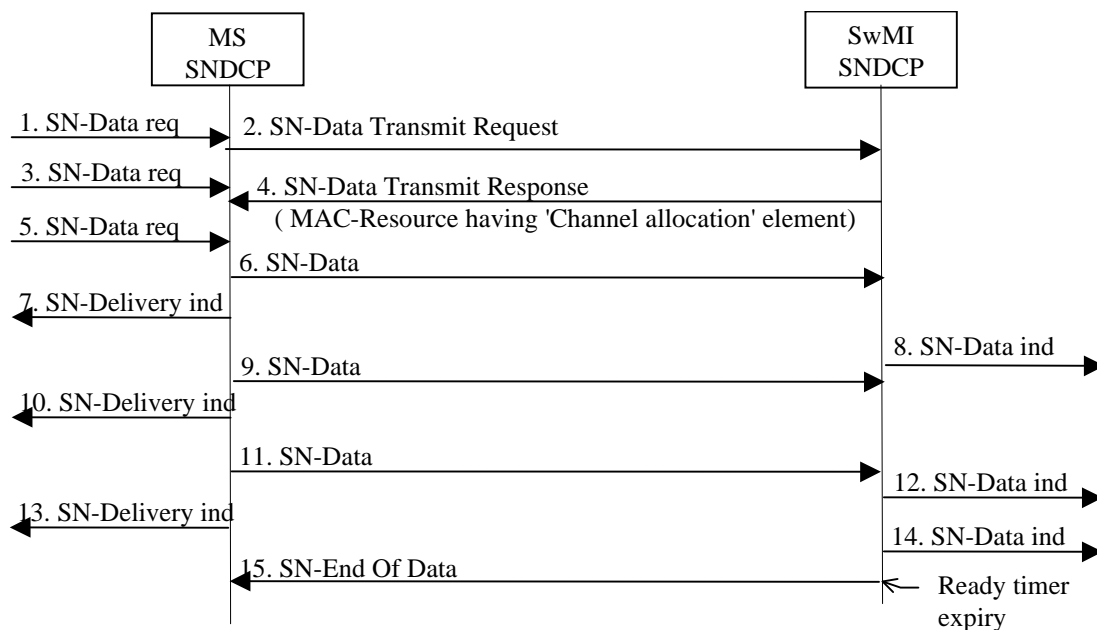 MS
SNDCP
SwMI
SNDCP
1. SN-Data req
2. SN-Data Transmit Request
3. SN-Data req
4. SN-Data Transmit Response
( MAC-Resource having 'Channel allocation' element)
5. SN-Data req
6. SN-Data
7. SN-Delivery ind
8. SN-Data ind
9. SN-Data
10. SN-Delivery ind
11. SN-Data
12. SN-Data ind
13. SN-Delivery ind
14. SN-Data ind
15. SN-End Of Data
Ready timer
expiry